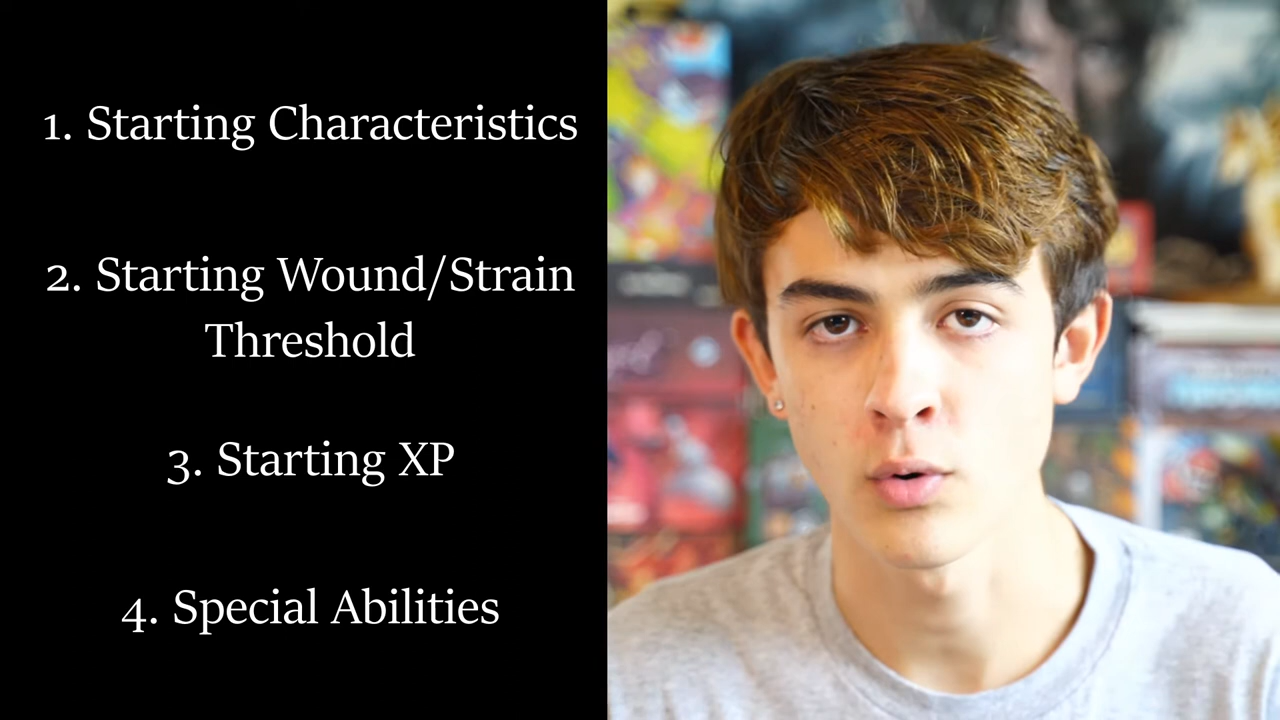 1. Starting Characteristics
2. Starting Wound/Strain
Threshold
3. Starting XP
4. Special Abilities